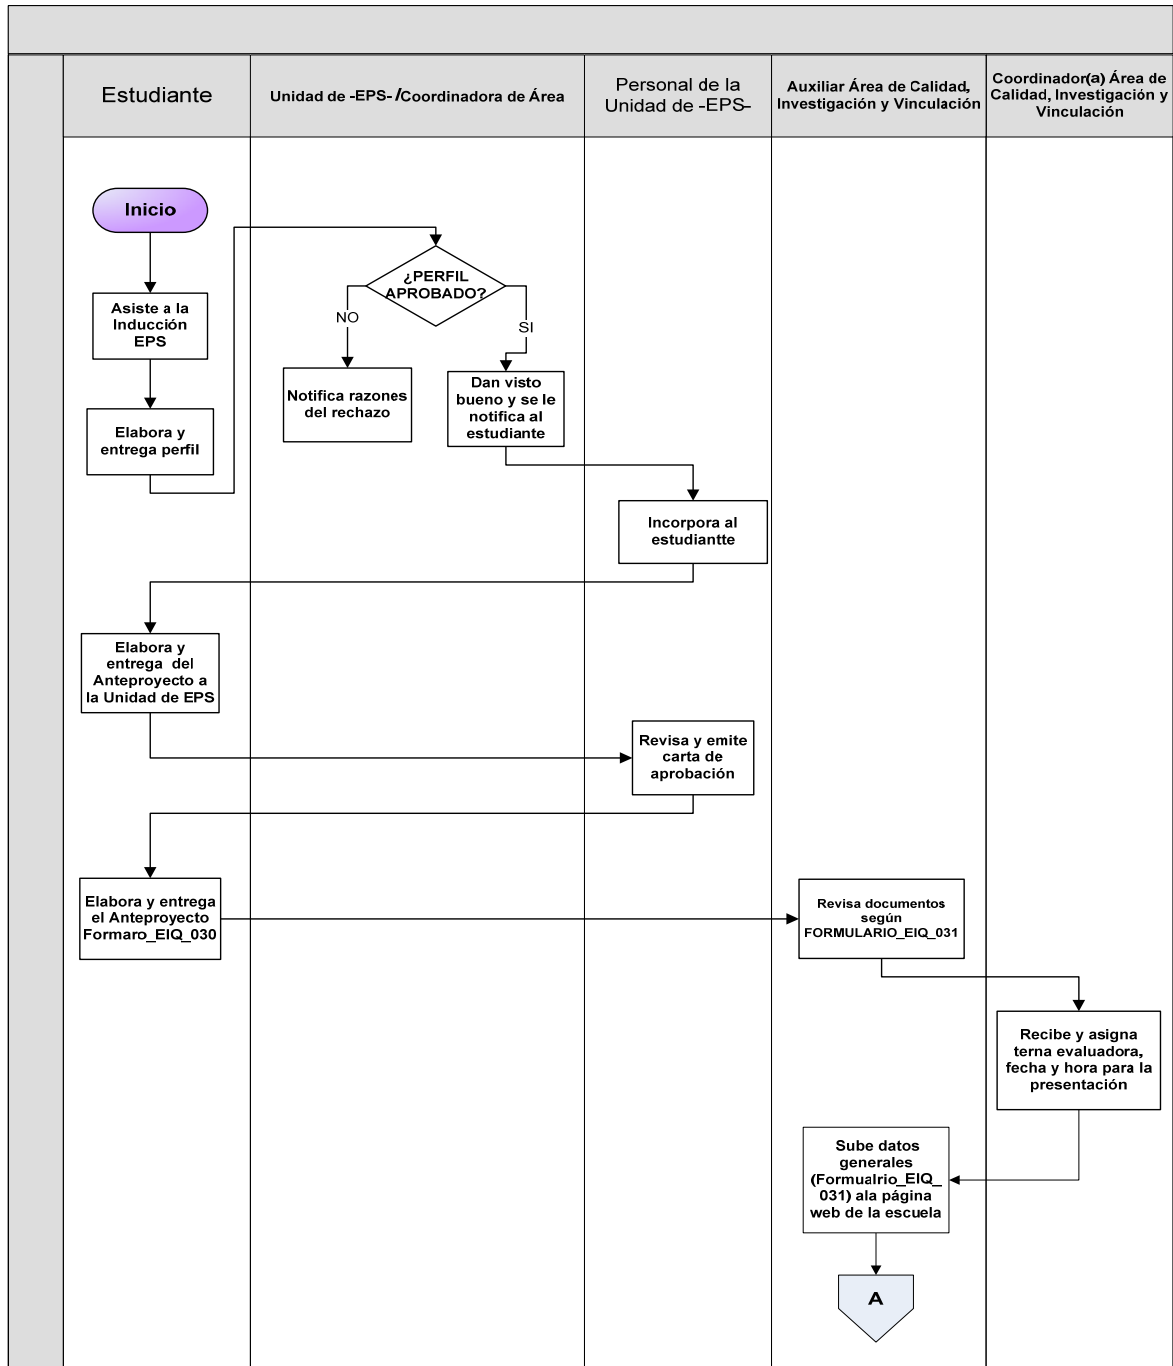 Estudiante
Unidad de -EPS- /Coordinadora de Área
Personal de la
Unidad de -EPS-
Auxiliar Área de Calidad,
Investigación y Vinculación
Coordinador(a) Área de
Calidad, Investigación y
Vinculación
Inicio
Asiste a la
Inducción
EPS
Elabora y
entrega perfil
¿PERFIL
APROBADO?
NO
SI
Notifica razones
del rechazo
Dan visto
bueno y se le
notifica al
estudiante
Incorpora al
estudiantte
Elabora y
entrega del
Anteproyecto a
la Unidad de EPS
Revisa y emite
carta de
aprobación
Elabora y entrega
el Anteproyecto
Formaro_EIQ_030
Revisa documentos
según
FORMULARIO_EIQ_031
Recibe y asigna
terna evaluadora,
fecha y hora para la
presentación
Sube datos
generales
(Formualrio_EIQ_
031) ala página
web de la escuela
A